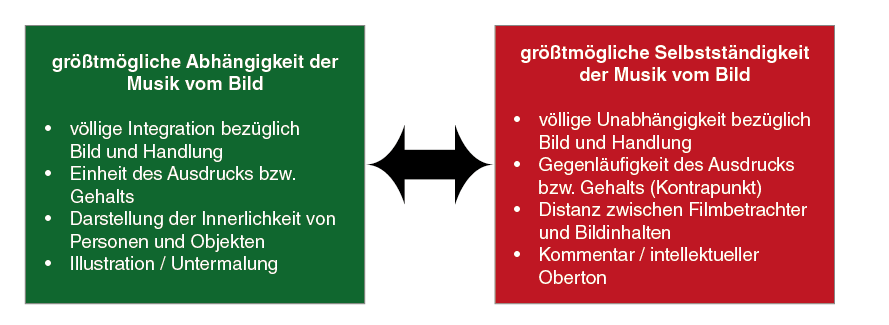 größtmögliche Abhängigkeit der
Musik vom Bild
• völlige Integration bezüglich
Bild und Handlung
• Einheit des Ausdrucks bzw.
Gehalts
• Darstellung der Innerlichkeit von
Personen und Objekten
• Illustration / Untermalung
größtmögliche Selbstständigkeit
der Musik vom Bild
• völlige Unabhängigkeit bezüglich
Bild und Handlung
• Gegenläufigkeit des Ausdrucks
bzw. Gehalts (Kontrapunkt)
• Distanz zwischen Filmbetrachter
und Bildinhalten
• Kommentar / intellektueller
Oberton